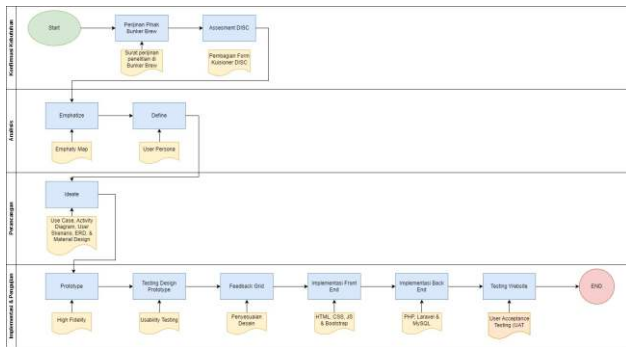 Konfirmasi Kebutuhan
Start
Perijinan Pihak
Bunker Brew
Assesment DISC
Surat perijinan
penelitian di
Bunker Brew
Pembagian Form
Kuisioner DISC
Analisis
Emphatize
Define
Emphaty Map
User Persona
Perancangan
Ideate
Use Case, Activity
Diagram, User
Skenario, ERD, &
Material Design
Implementasi & Pengujian
Prototype
Testing Design
Prototype
Feedback Grid
Implementasi Front
End
Implementasi Back
End
Testing Website
END
High Fidelity
Usability Testing
Penyesuaian
Desain
HTML, CSS, JS
& Bootstrap
PHP, Laravel &
MySQL
User Acceptance
Testing (UAT